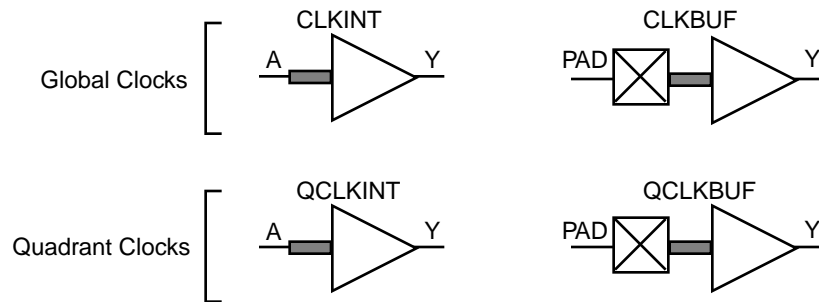 CLKINT
CLKBUF
A
Y
PAD
Y
Global Clocks
QCLKINT
QCLKBUF
A
Y
PAD
Y
Quadrant Clocks